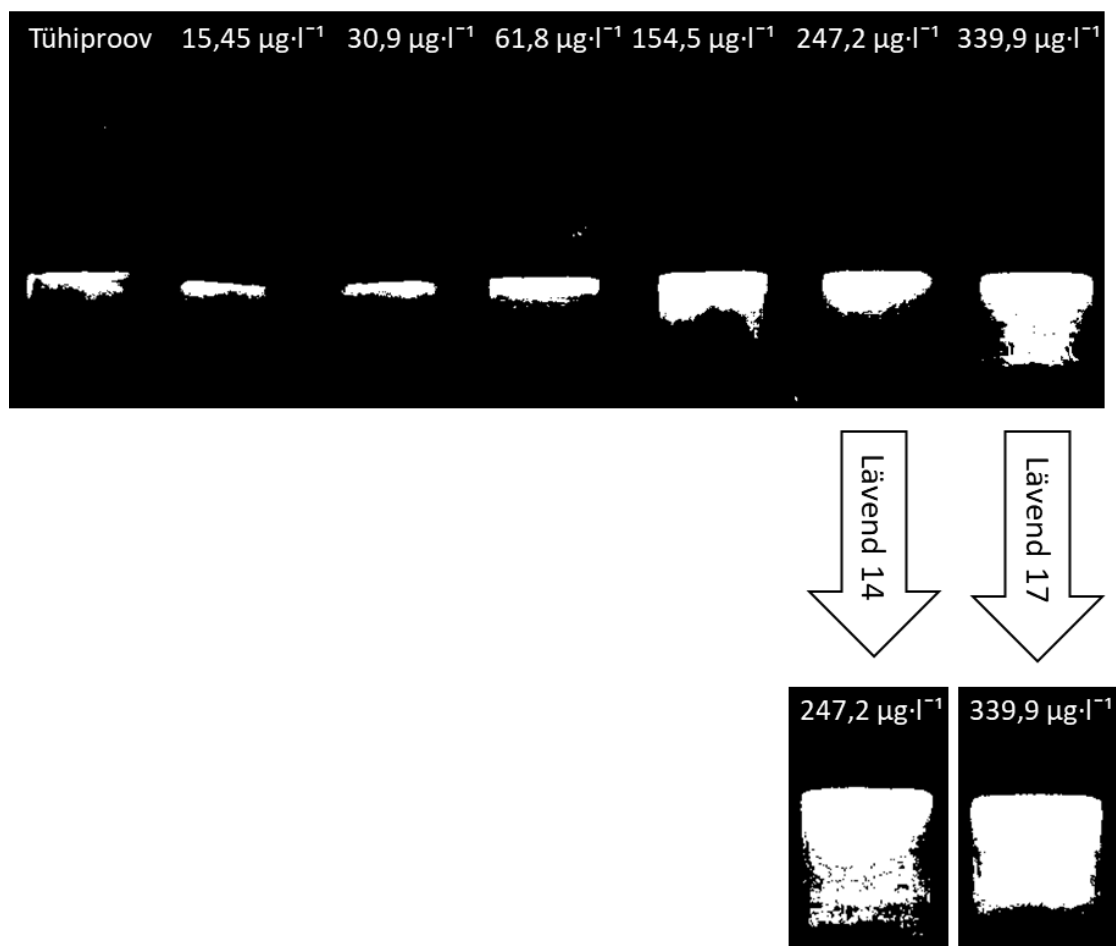 Tühiproov 15,45 µg·l⁻¹ 30,9 µg·l⁻¹ 61,8 µg·l⁻¹ 154,5 µg·l⁻¹ 247,2 µg·l⁻¹ 339,9 µg·l⁻¹
Lävend 14
Lävend 17
247,2 µg·l⁻¹ 339,9 µg·l⁻¹